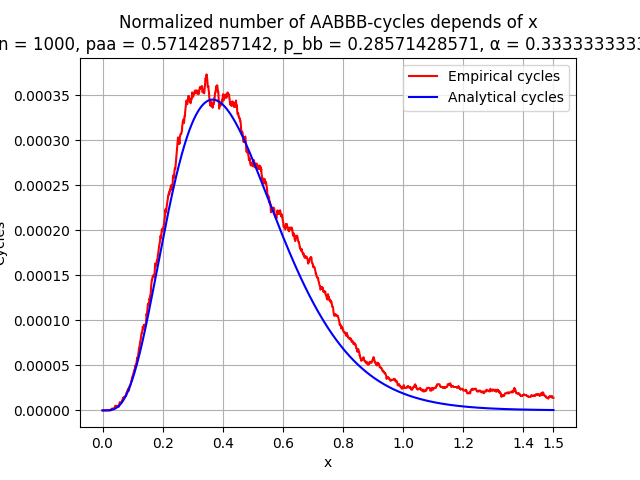 Normalized number of AABBB-cycles depends of x
n = 1000, paa = 0.57142857142, p_bb = 0.28571428571, α = 0.3333333333
Empirical cycles
Analytical cycles
0.00035
0.00030
0.00025
0.00020
0.00015
0.00010
0.00005
0.00000
cycles
0.0 0.2 0.4 0.6 0.8 1.0 1.2 1.4 1.5
x